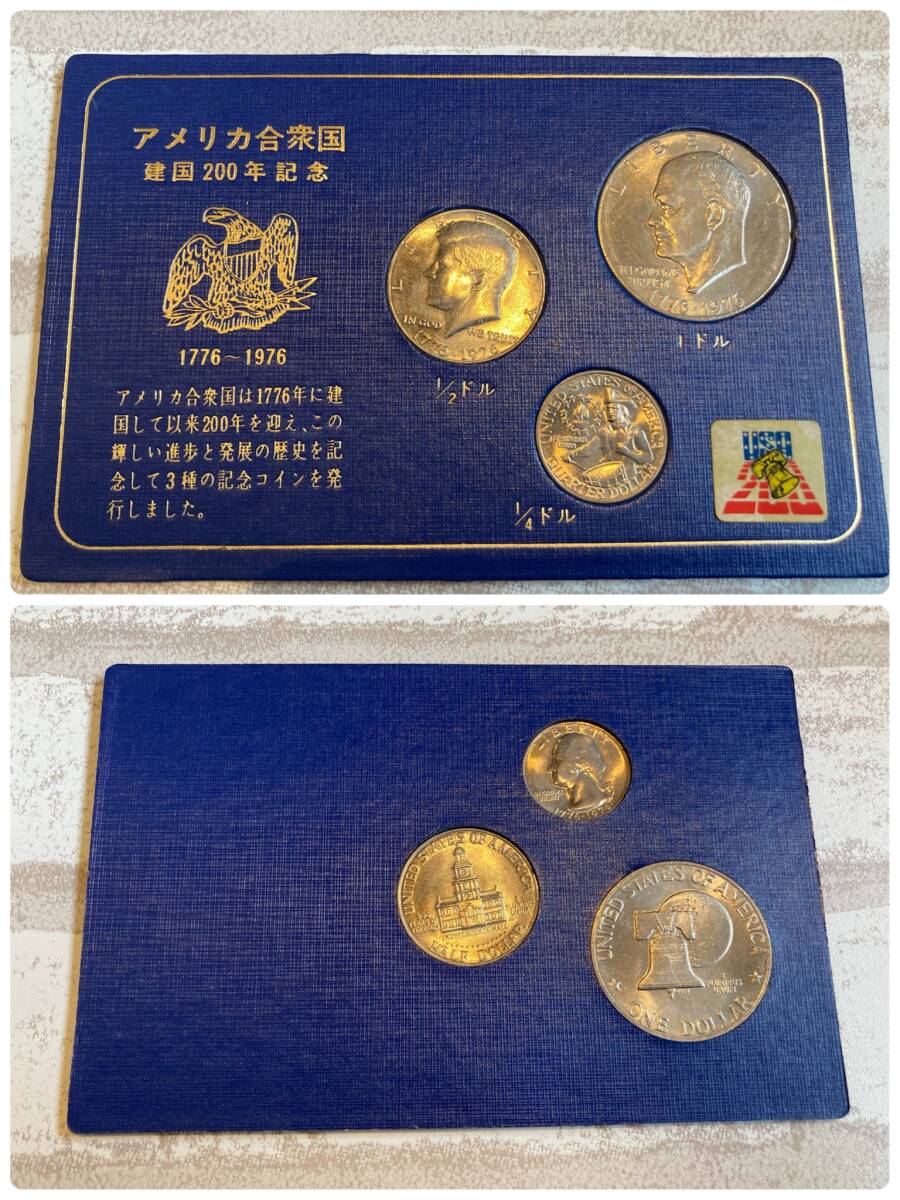 アメリカ合衆国
建国200年記念
1776～1976
アメリカ合衆国は1776年に建
国して以来200年を迎え、この
輝しい進歩と発展の歴史を記
念して3種の記念コインを発
行しました。
LIBERTY
IN GOD WE TRUST
1776-1976
1/2ドル
LIBERTY
IN GOD WE
TRUST
1776-1976
1ドル
UNITED STATES OF AMERICA
QUARTER DOLLAR
1/4ドル
USA
LIBERTY
IN GOD WE
TRUST
1776-1976
UNITED STATES OF AMERICA
HALF DOLLAR
UNITED STATES OF AMERICA
E PLURIBUS
UNUM
ONE DOLLAR